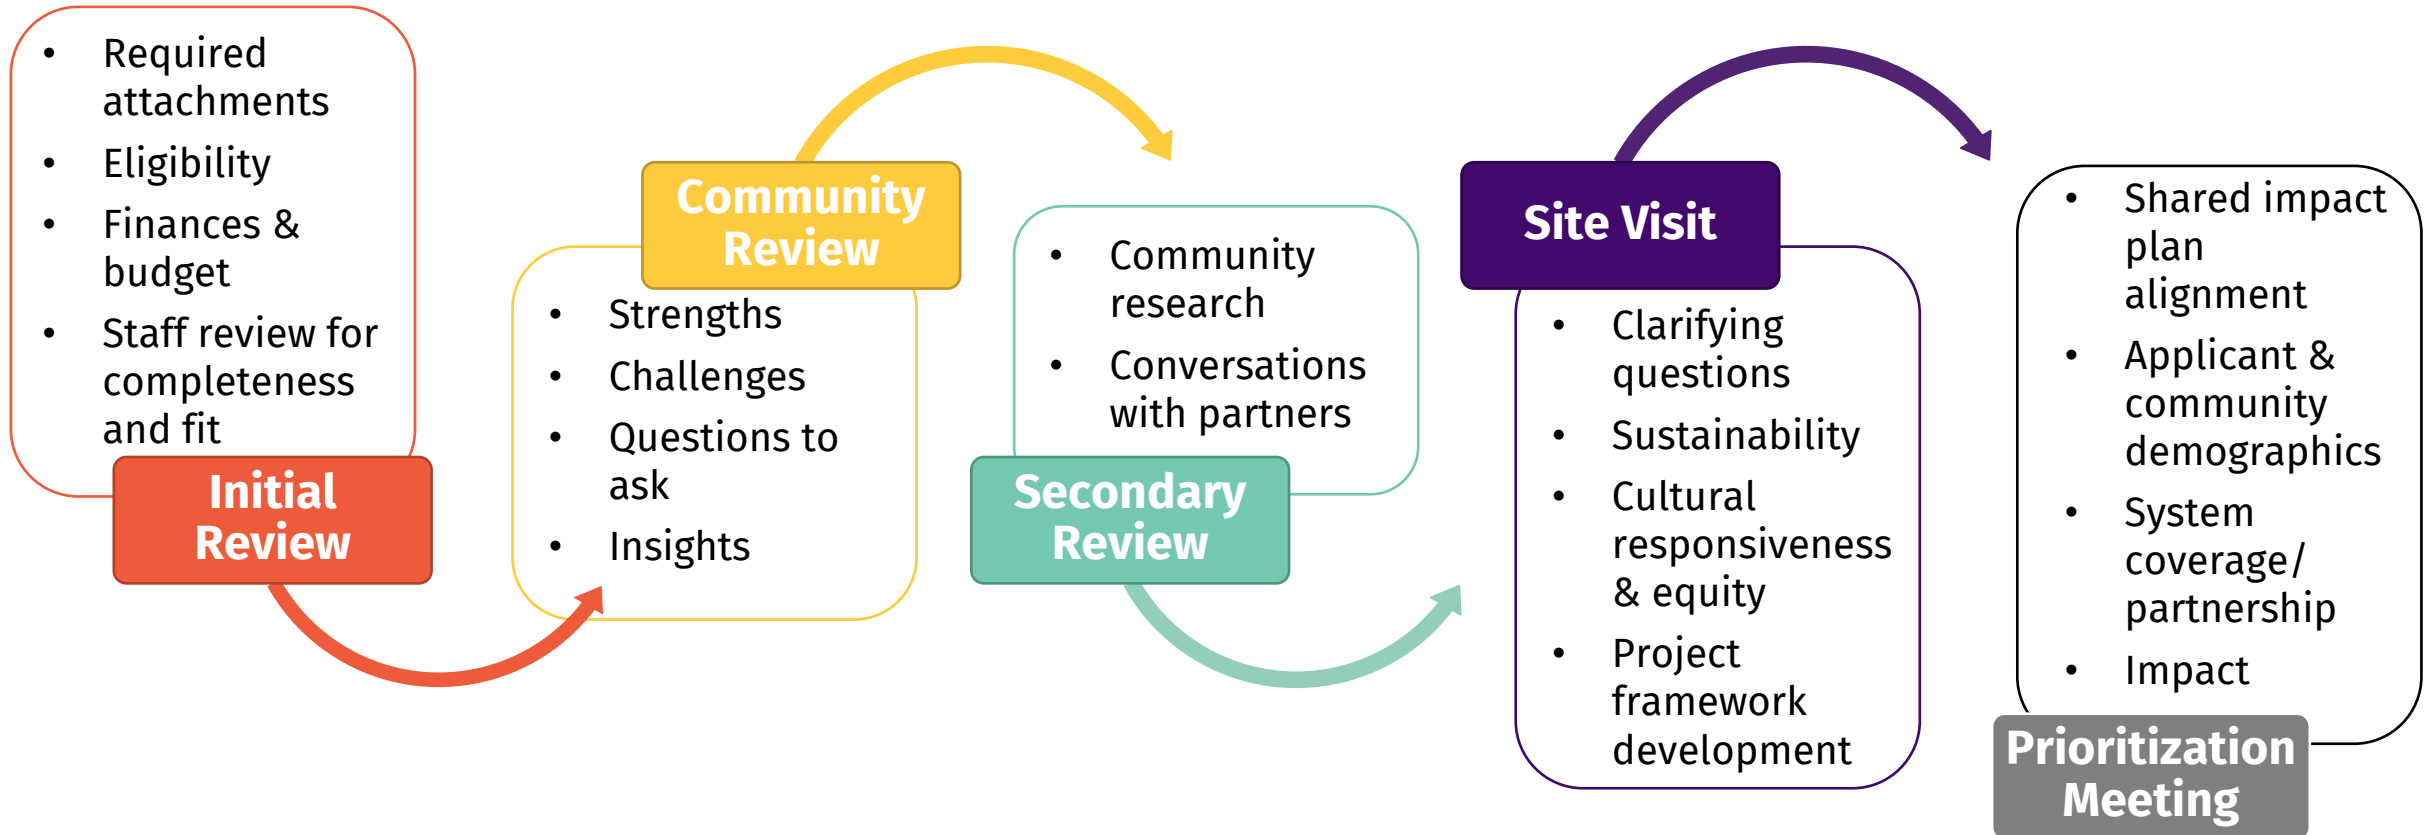 • Required
attachments
• Eligibility
• Finances &
budget
• Staff review for
completeness
and fit
Initial
Review
Community
Review
• Strengths
• Challenges
• Questions to
ask
• Insights
• Community
research
• Conversations
with partners
Secondary
Review
Site Visit
• Clarifying
questions
• Sustainability
• Cultural
responsiveness
& equity
• Project
framework
development
• Shared impact
plan
alignment
• Applicant &
community
demographics
• System
coverage/
partnership
• Impact
Prioritization
Meeting